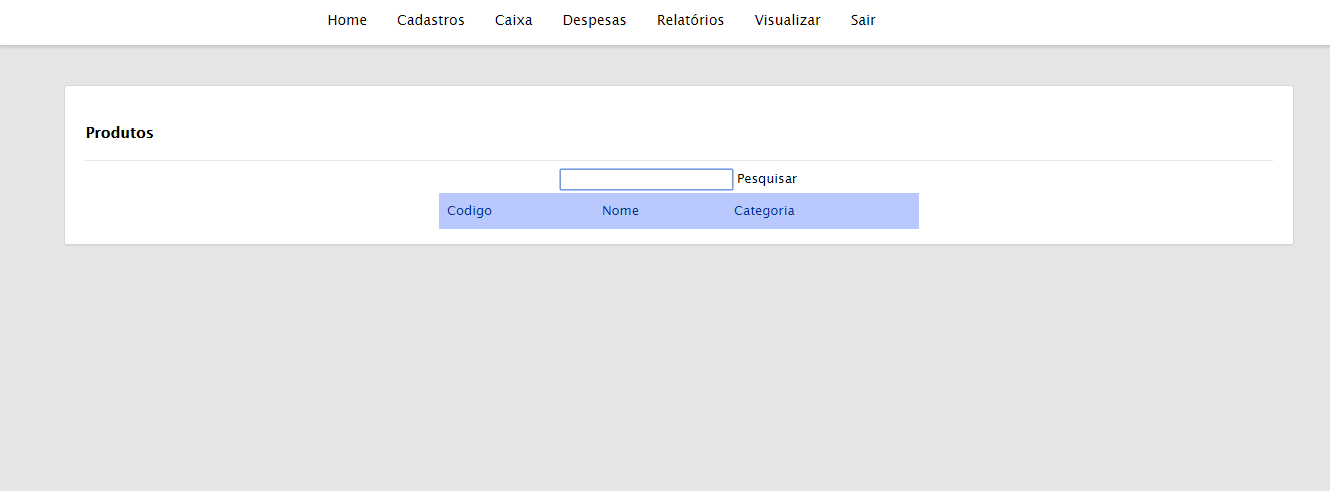 Home Cadastros Caixa Despesas Relatórios Visualizar Sair
Produtos
Pesquisar
Codigo Nome Categoria